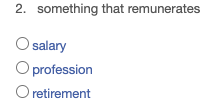 2. something that remunerates
salary
profession
retirement